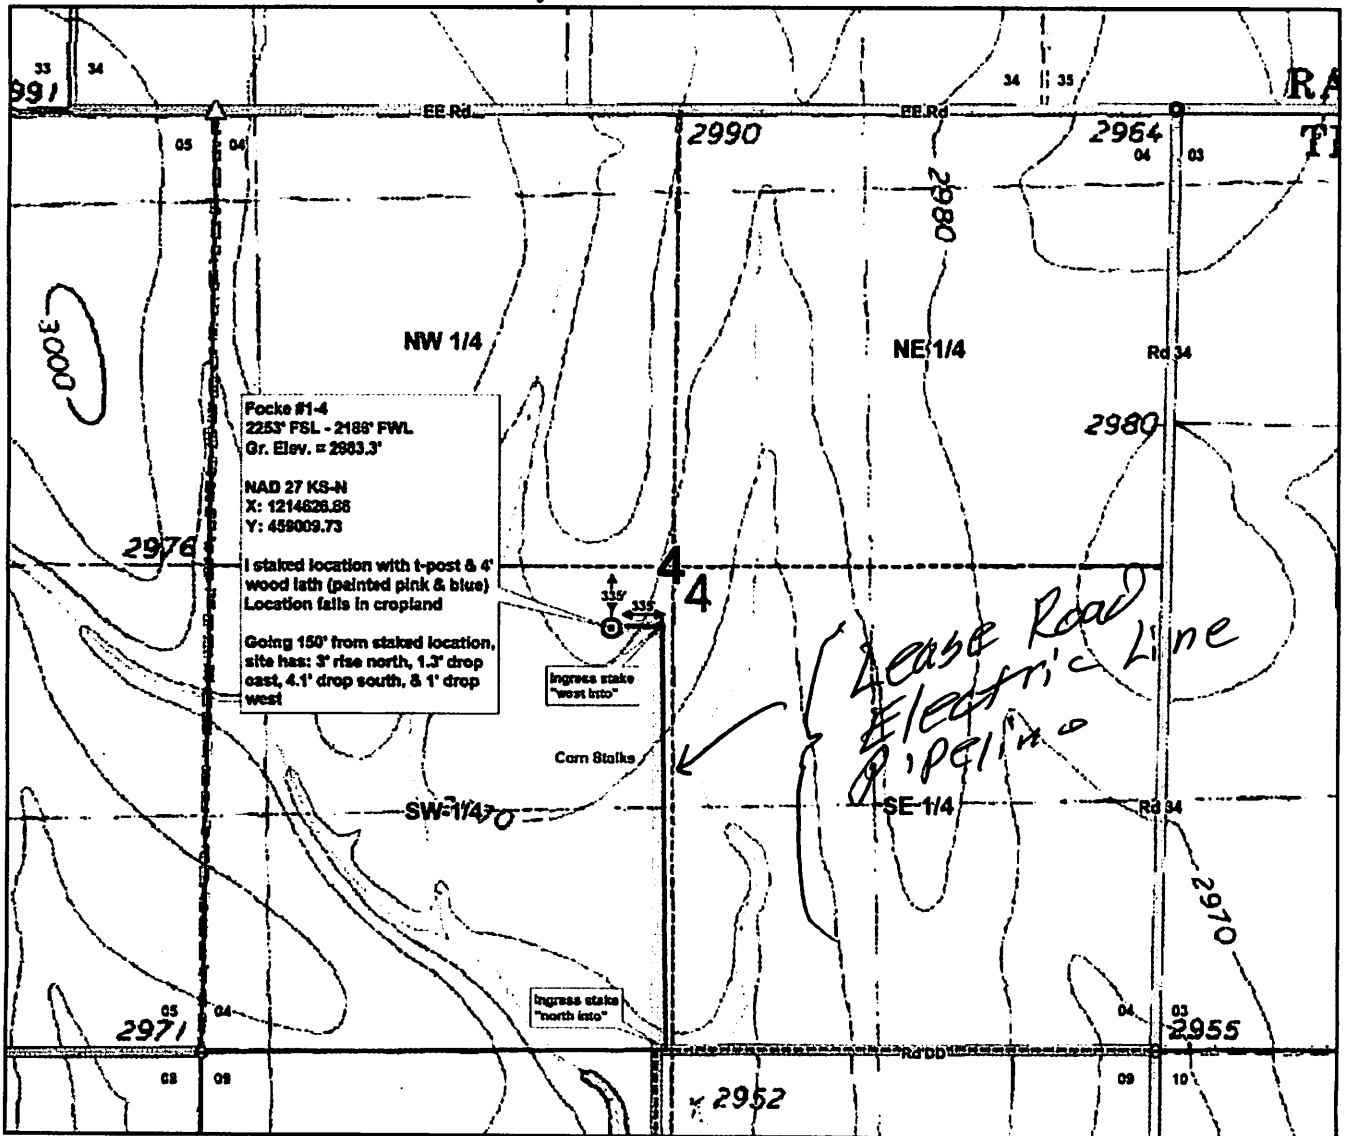 33 34
34 35
991
RA
EE Rd
EE Rd
2990
2964
T
05 04
04 03
2980
3000
NW 1/4
NE 1/4
Rd 34
Focke #1-4
2253' FSL - 2186' FWL
Gr. Elev. = 2983.3'
NAD 27 KS-N
X: 1214626.86
Y: 459009.73
I staked location with t-post & 4'
wood lath (painted pink & blue)
Location falls in cropland
Going 150' from staked location,
site has: 3' rise north, 1.3' drop
east, 4.1' drop south, & 1' drop
west
2980
2976
4
4
335'
335'
Lease Road
Electric Line
Pipeline
Ingress stake
"west into"
Corn Stalks
SW 1/4
70
SE 1/4
Rd 34
2970
Ingress stake
"north into"
05 04
04 03
2971
2955
Rd DD
08 09
09 10
2952